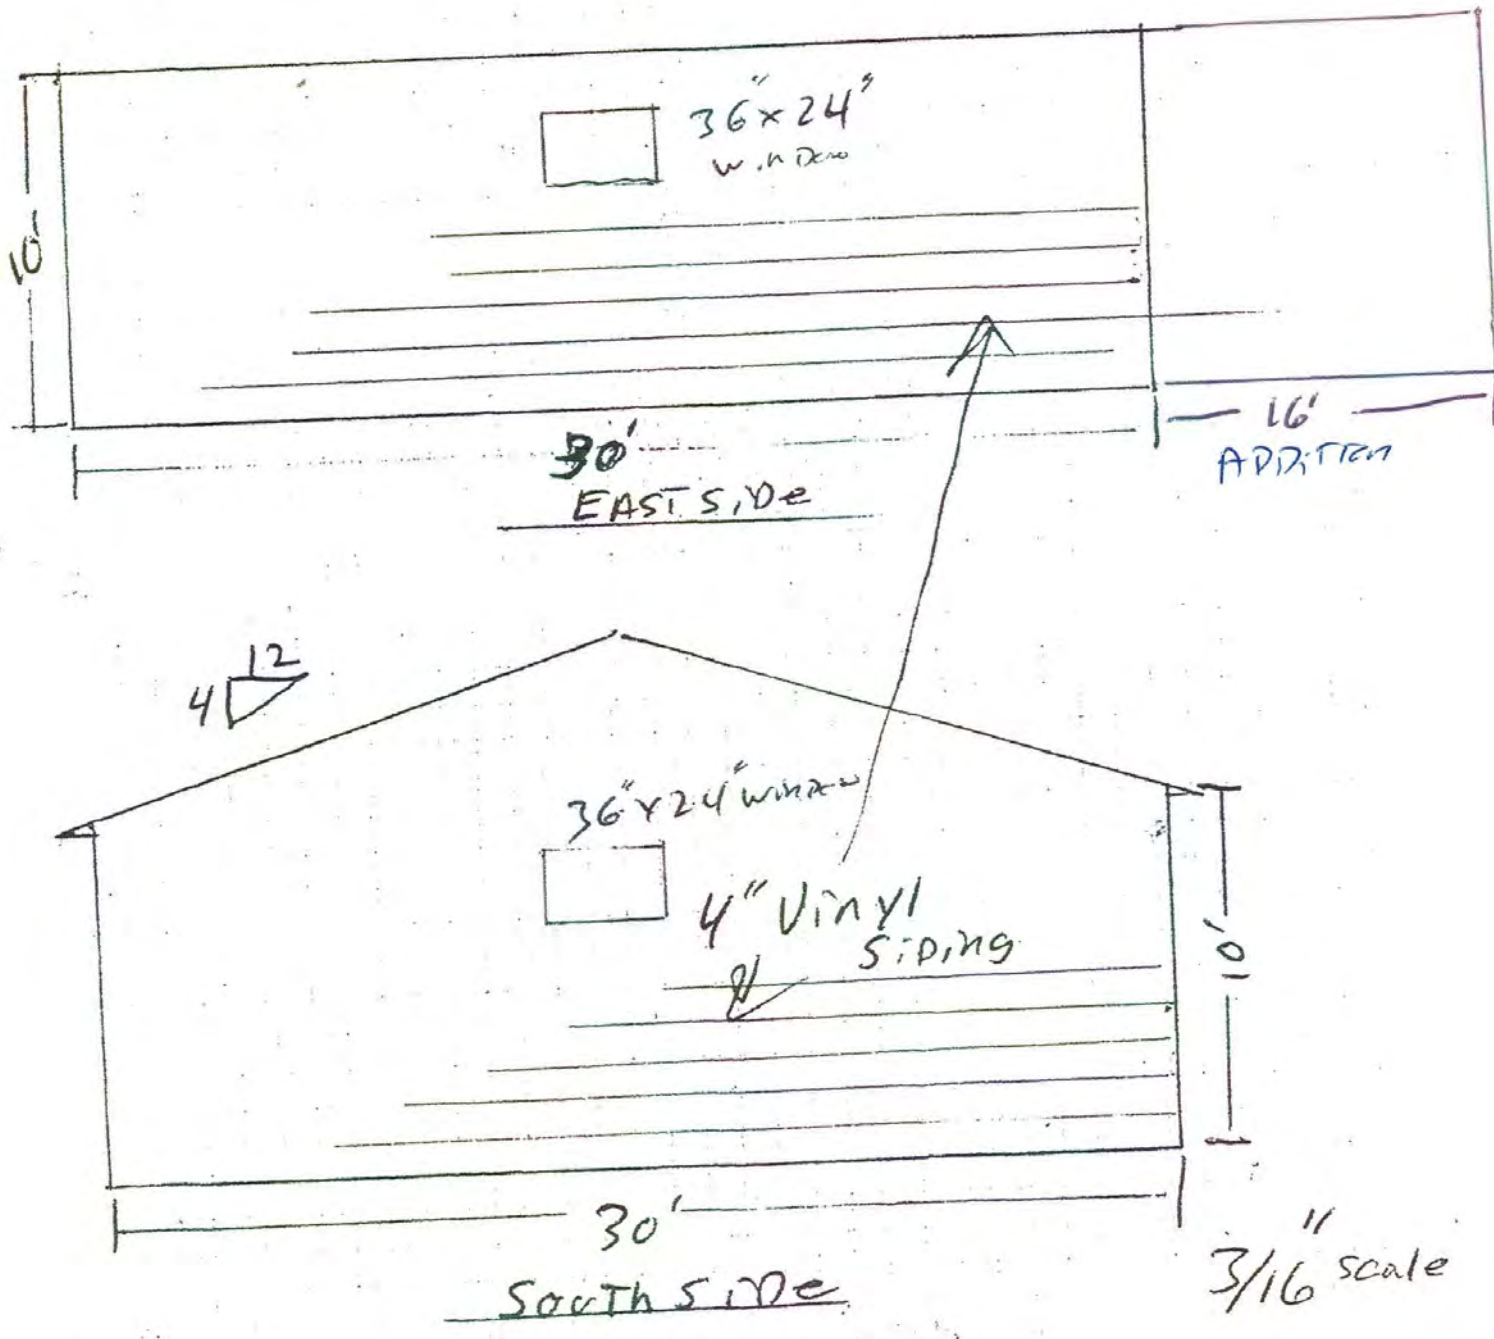 36"x24"
WinDow
10'
30'
16'
ADDiTion
EAST SiDe
12
4
36"x24" WinDow
4" Vinyl
SiDing
10'
30'
3/16" scale
South SiDe